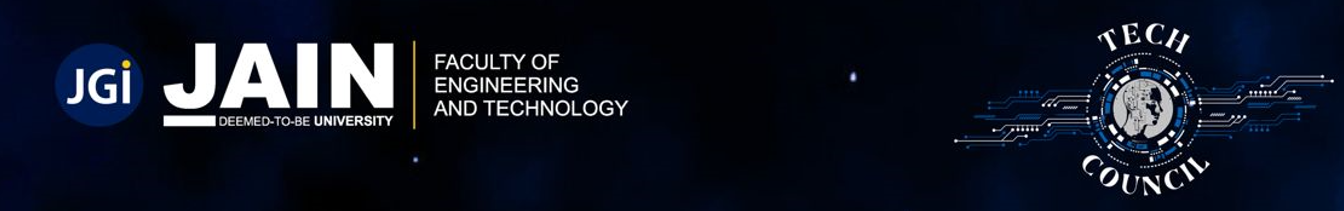 JGi
JAIN
DEEMED-TO-BE UNIVERSITY
FACULTY OF
ENGINEERING
AND TECHNOLOGY
TECH
COUNCIL